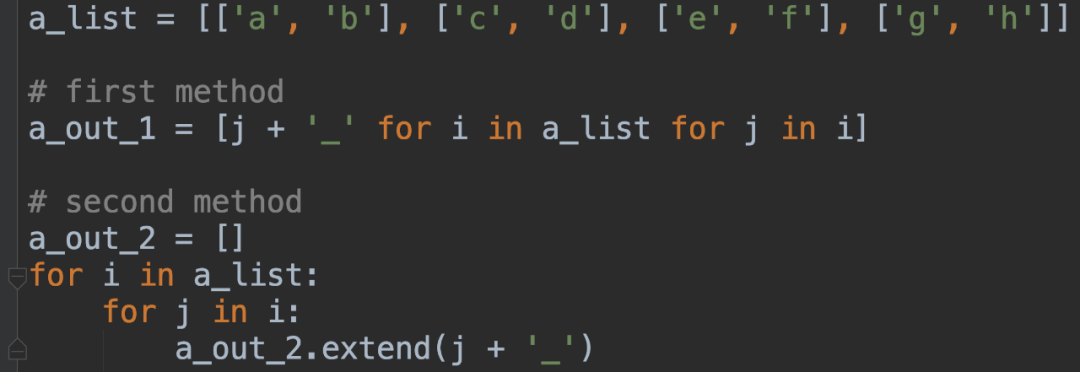 a_list = [['a', 'b'], ['c', 'd'], ['e', 'f'], ['g', 'h']]
# first method
a_out_1 = [j + '_' for i in a_list for j in i]
# second method
a_out_2 = []
for i in a_list:
    for j in i:
        a_out_2.extend(j + '_')